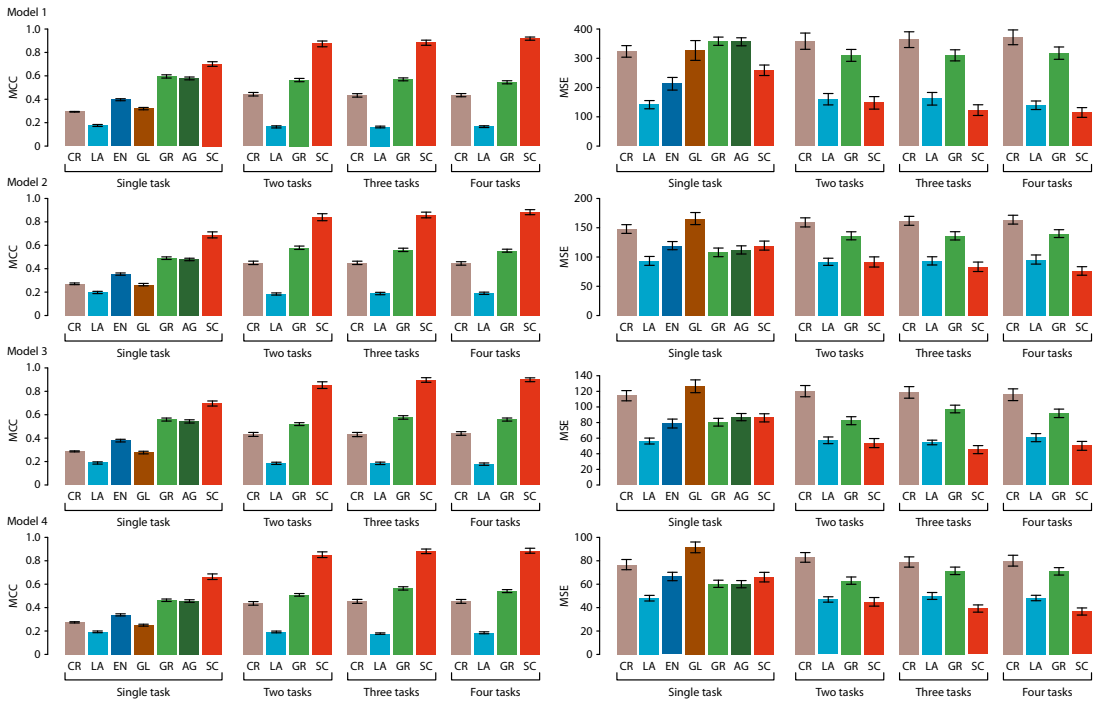 Model 1
1.0
0.8
0.6
0.4
0.2
0
MCC
CR LA EN GL GR AG SC CR LA GR SC CR LA GR SC CR LA GR SC
Single task Two tasks Three tasks Four tasks
400
300
200
100
0
MSE
CR LA EN GL GR AG SC CR LA GR SC CR LA GR SC CR LA GR SC
Single task Two tasks Three tasks Four tasks
Model 2
1.0
0.8
0.6
0.4
0.2
0
MCC
CR LA EN GL GR AG SC CR LA GR SC CR LA GR SC CR LA GR SC
Single task Two tasks Three tasks Four tasks
200
150
100
50
0
MSE
CR LA EN GL GR AG SC CR LA GR SC CR LA GR SC CR LA GR SC
Single task Two tasks Three tasks Four tasks
Model 3
1.0
0.8
0.6
0.4
0.2
0
MCC
CR LA EN GL GR AG SC CR LA GR SC CR LA GR SC CR LA GR SC
Single task Two tasks Three tasks Four tasks
140
120
100
80
60
40
20
0
MSE
CR LA EN GL GR AG SC CR LA GR SC CR LA GR SC CR LA GR SC
Single task Two tasks Three tasks Four tasks
Model 4
1.0
0.8
0.6
0.4
0.2
0
MCC
CR LA EN GL GR AG SC CR LA GR SC CR LA GR SC CR LA GR SC
Single task Two tasks Three tasks Four tasks
100
80
60
40
20
0
MSE
CR LA EN GL GR AG SC CR LA GR SC CR LA GR SC CR LA GR SC
Single task Two tasks Three tasks Four tasks